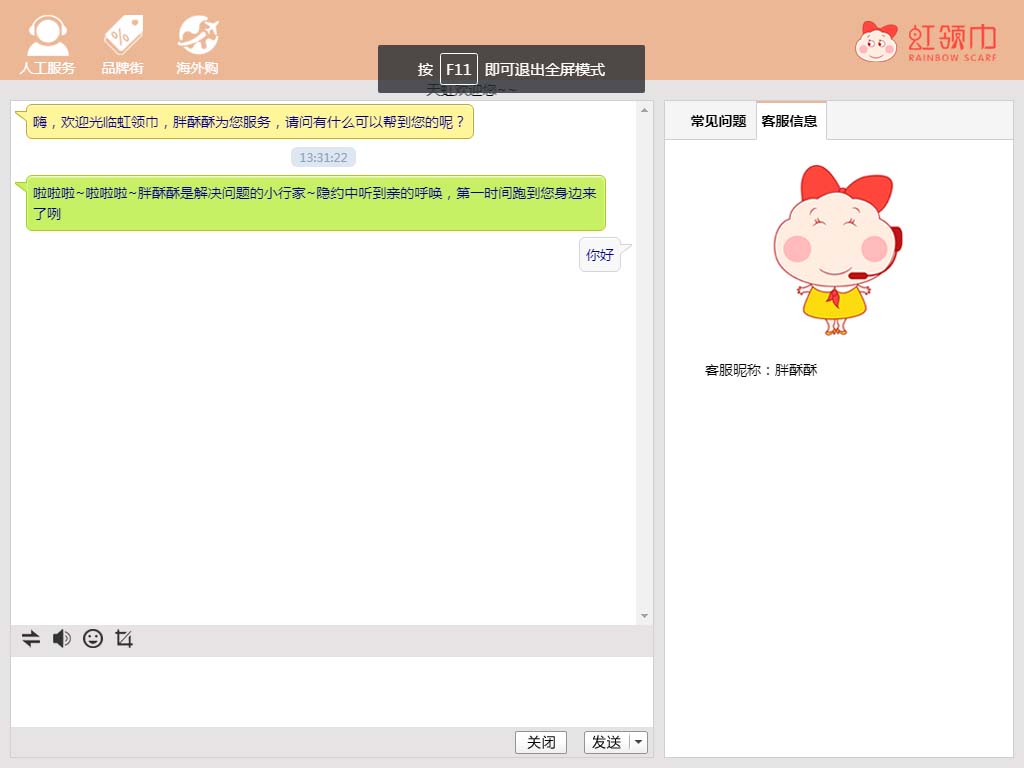 人工服务
品牌街
海外购
按 F11 即可退出全屏模式
天虹欢迎您~~
虹领巾
RAINBOW SCARF
嗨，欢迎光临虹领巾，胖酥酥为您服务，请问有什么可以帮到您的呢？
13:31:22
啦啦啦~啦啦啦~胖酥酥是解决问题的小行家~隐约中听到亲的呼唤，第一时间跑到您身边来
了咧
你好
常见问题
客服信息
客服昵称：胖酥酥
关闭
发送